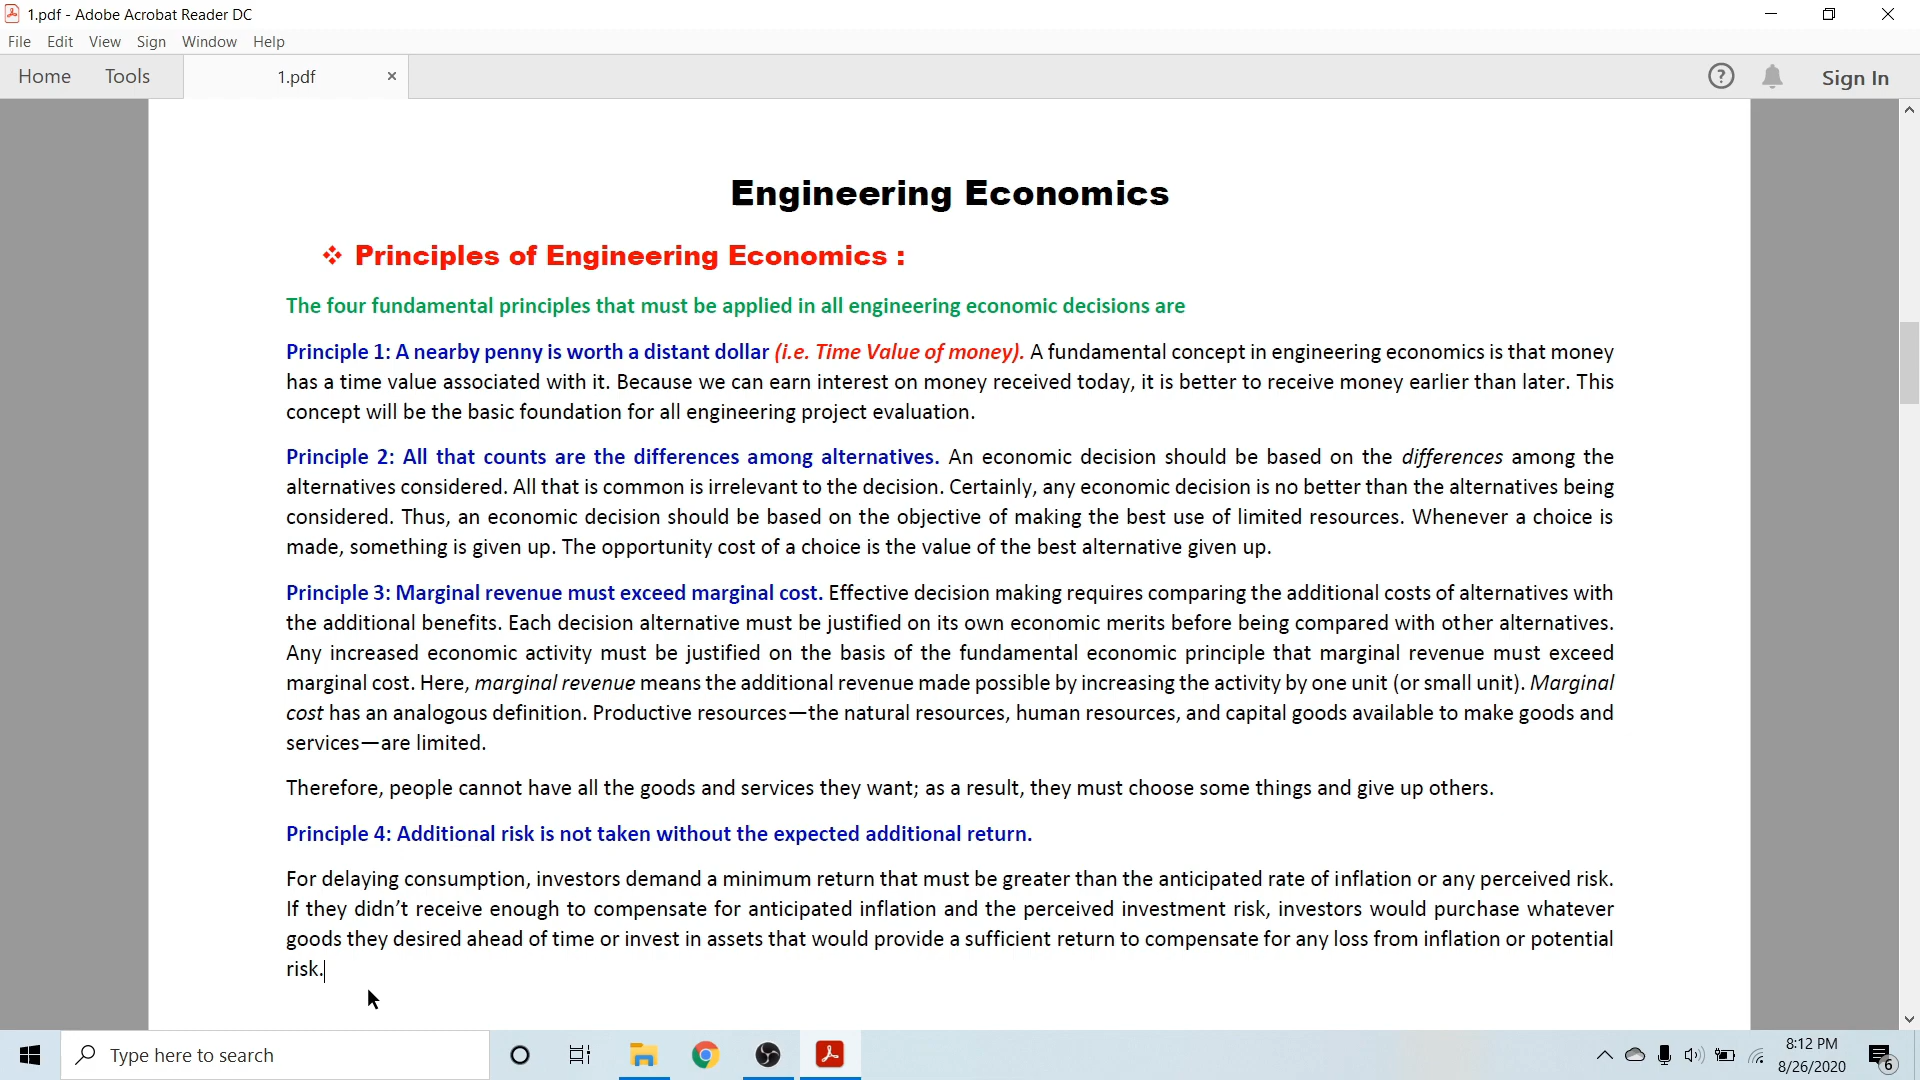 1.pdf - Adobe Acrobat Reader DC
File Edit View Sign Window Help
Home Tools 1.pdf × ? Sign In
Engineering Economics
❖ Principles of Engineering Economics :
The four fundamental principles that must be applied in all engineering economic decisions are
Principle 1: A nearby penny is worth a distant dollar (i.e. Time Value of money). A fundamental concept in engineering economics is that money
has a time value associated with it. Because we can earn interest on money received today, it is better to receive money earlier than later. This
concept will be the basic foundation for all engineering project evaluation.
Principle 2: All that counts are the differences among alternatives. An economic decision should be based on the differences among the
alternatives considered. All that is common is irrelevant to the decision. Certainly, any economic decision is no better than the alternatives being
considered. Thus, an economic decision should be based on the objective of making the best use of limited resources. Whenever a choice is
made, something is given up. The opportunity cost of a choice is the value of the best alternative given up.
Principle 3: Marginal revenue must exceed marginal cost. Effective decision making requires comparing the additional costs of alternatives with
the additional benefits. Each decision alternative must be justified on its own economic merits before being compared with other alternatives.
Any increased economic activity must be justified on the basis of the fundamental economic principle that marginal revenue must exceed
marginal cost. Here, marginal revenue means the additional revenue made possible by increasing the activity by one unit (or small unit). Marginal
cost has an analogous definition. Productive resources—the natural resources, human resources, and capital goods available to make goods and
services—are limited.
Therefore, people cannot have all the goods and services they want; as a result, they must choose some things and give up others.
Principle 4: Additional risk is not taken without the expected additional return.
For delaying consumption, investors demand a minimum return that must be greater than the anticipated rate of inflation or any perceived risk.
If they didn’t receive enough to compensate for anticipated inflation and the perceived investment risk, investors would purchase whatever
goods they desired ahead of time or invest in assets that would provide a sufficient return to compensate for any loss from inflation or potential
risk.
Type here to search
8:12 PM
8/26/2020
6